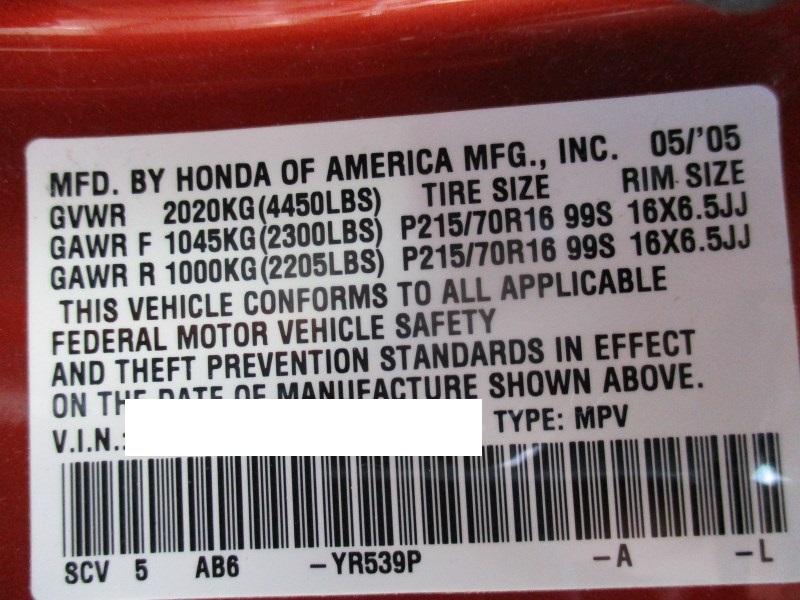 MFD. BY HONDA OF AMERICA MFG., INC. 05/'05
GVWR 2020KG(4450LBS) TIRE SIZE RIM SIZE
GAWR F 1045KG(2300LBS) P215/70R16 99S 16X6.5JJ
GAWR R 1000KG(2205LBS) P215/70R16 99S 16X6.5JJ
THIS VEHICLE CONFORMS TO ALL APPLICABLE
FEDERAL MOTOR VEHICLE SAFETY
AND THEFT PREVENTION STANDARDS IN EFFECT
ON THE DATE OF MANUFACTURE SHOWN ABOVE.
V.I.N.: TYPE: MPV
SCV 5 AB6 -YR539P -A -L